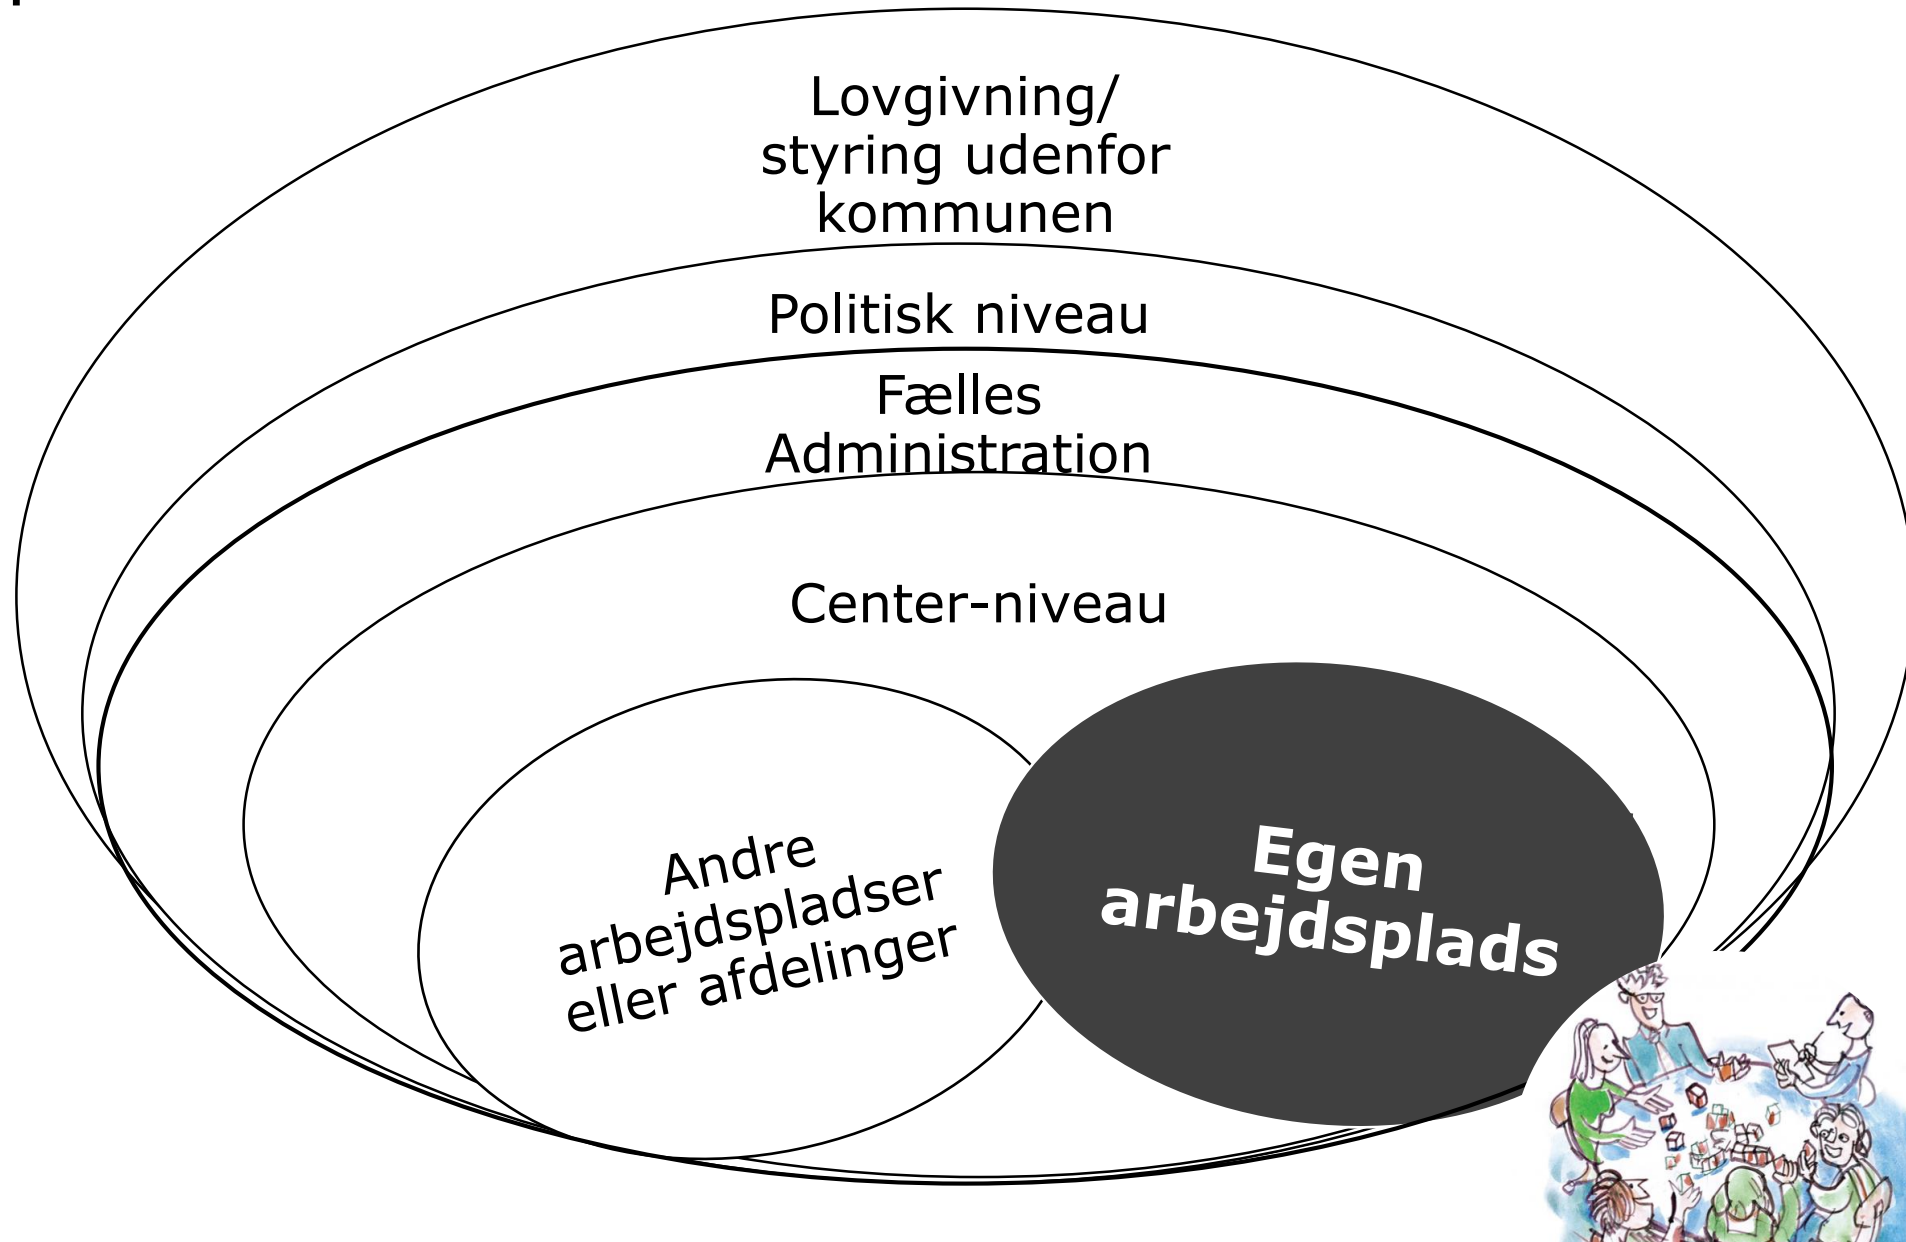 Lovgivning/
styring udenfor
kommunen
Politisk niveau
Fælles
Administration
Center-niveau
Andre
arbejdspladser
eller afdelinger
Egen
arbejdsplads